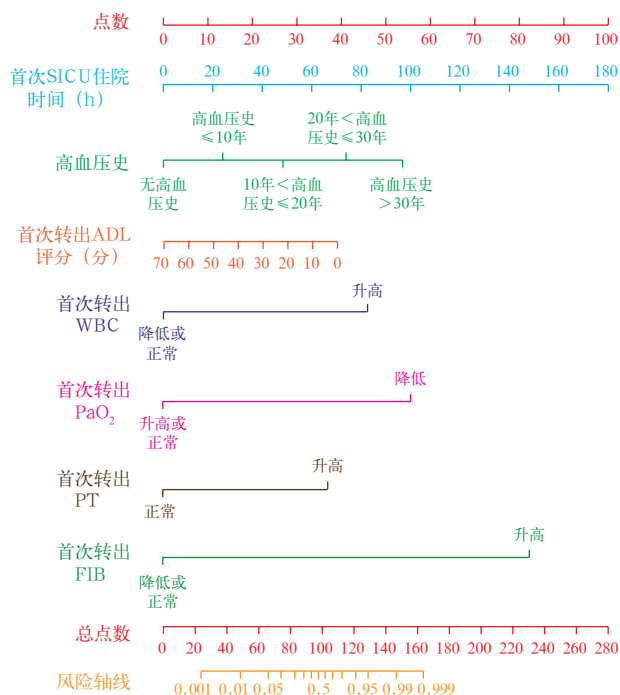 点数
0 10 20 30 40 50 60 70 80 90 100
首次SICU住院
时间（h）
0 20 40 60 80 100 120 140 160 180
高血压史
≤10年
20年＜高血
压史≤30年
高血压史
无高血
压史
10年＜高血
压史≤20年
高血压史
＞30年
首次转出ADL
评分（分）
70 60 50 40 30 20 10 0
首次转出
WBC
升高
降低或
正常
首次转出
PaO₂
降低
升高或
正常
首次转出
PT
升高
正常
首次转出
FIB
升高
降低或
正常
总点数
0 20 40 60 80 100 120 140 160 180 200 220 240 260 280
风险轴线
0.001 0.01 0.05 0.5 0.95 0.99 0.999